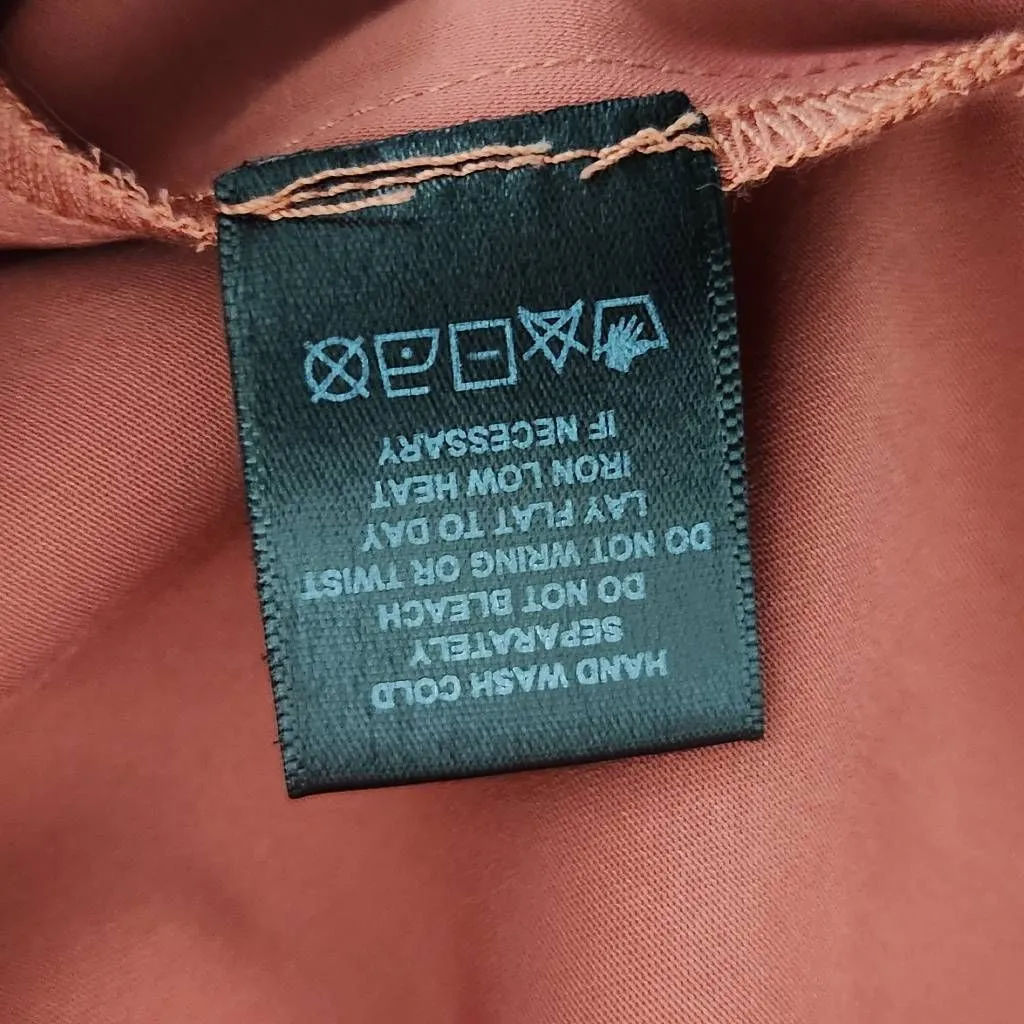 HAND WASH COLD
SEPARATELY
DO NOT BLEACH
DO NOT WRING OR TWIST
LAY FLAT TO DAY
IRON LOW HEAT
IF NECESSARY